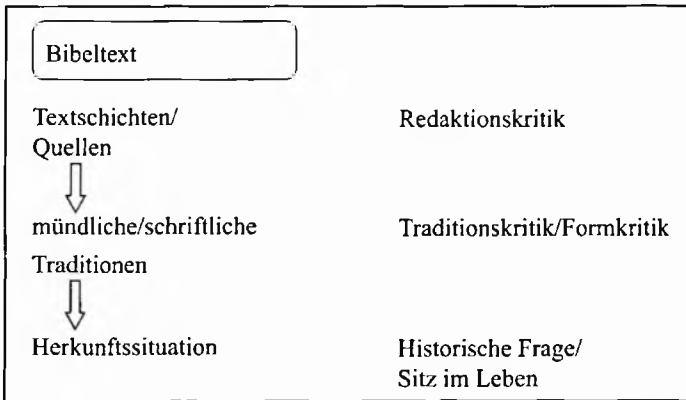 Bibeltext
Textschichten/ Redaktionskritik
Quellen
mündliche/schriftliche Traditionskritik/Formkritik
Traditionen
Herkunftssituation Historische Frage/
Sitz im Leben